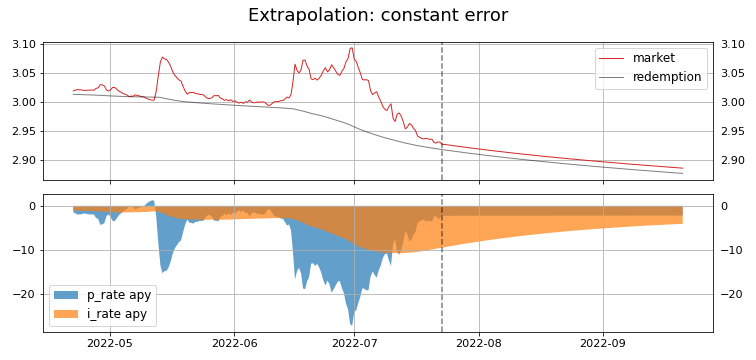 Extrapolation: constant error
3.10
3.05
3.00
2.95
2.90
3.10
3.05
3.00
2.95
2.90
market
redemption
0
−10
−20
0
−10
−20
p_rate apy
i_rate apy
2022-05 2022-06 2022-07 2022-08 2022-09